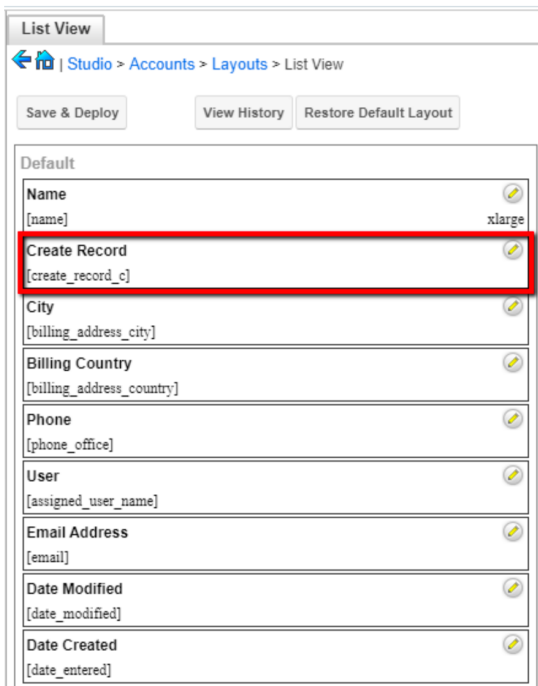 List View
| Studio > Accounts > Layouts > List View
Save & Deploy View History Restore Default Layout
Default
Name
[name] xlarge
Create Record
[create_record_c]
City
[billing_address_city]
Billing Country
[billing_address_country]
Phone
[phone_office]
User
[assigned_user_name]
Email Address
[email]
Date Modified
[date_modified]
Date Created
[date_entered]